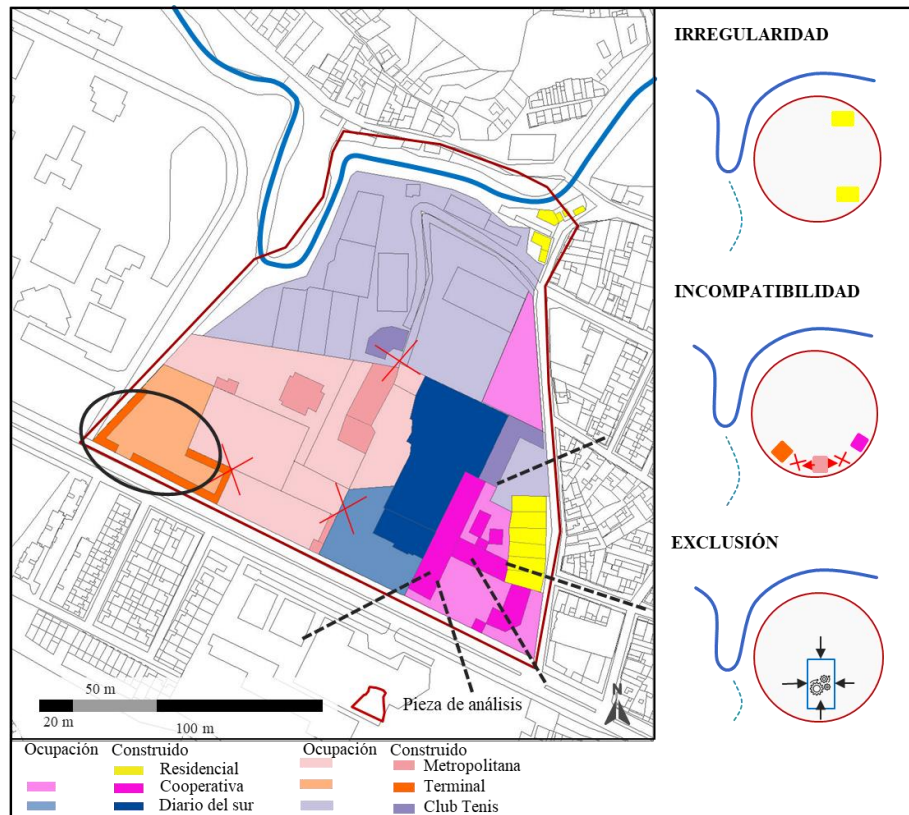 IRREGULARIDAD
INCOMPATIBILIDAD
EXCLUSIÓN
N
Pieza de análisis
50 m
20 m
100 m
Ocupación Construido Ocupación Construido
Residencial Metropolitana
Cooperativa Terminal
Diario del sur Club Tenis